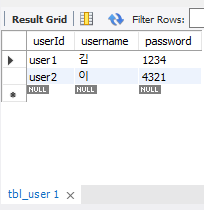 Result Grid Filter Rows:
userId username password
user1 김 1234
user2 이 4321
NULL NULL NULL
tbl_user 1